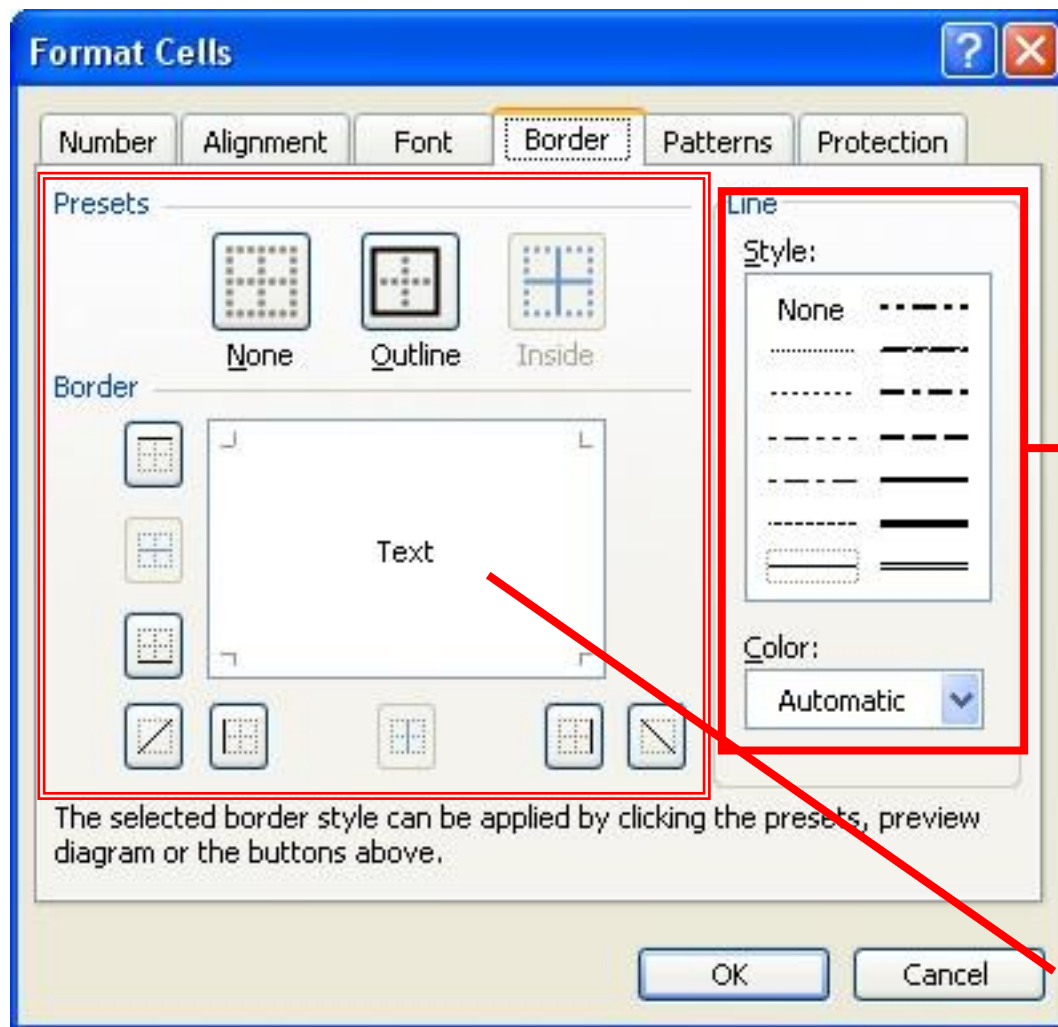 Format Cells
Number Alignment Font Border Patterns Protection
Presets
None Outline Inside
Border
Text
Line
Style:
None
Color:
Automatic
The selected border style can be applied by clicking the presets, preview
diagram or the buttons above.
OK Cancel